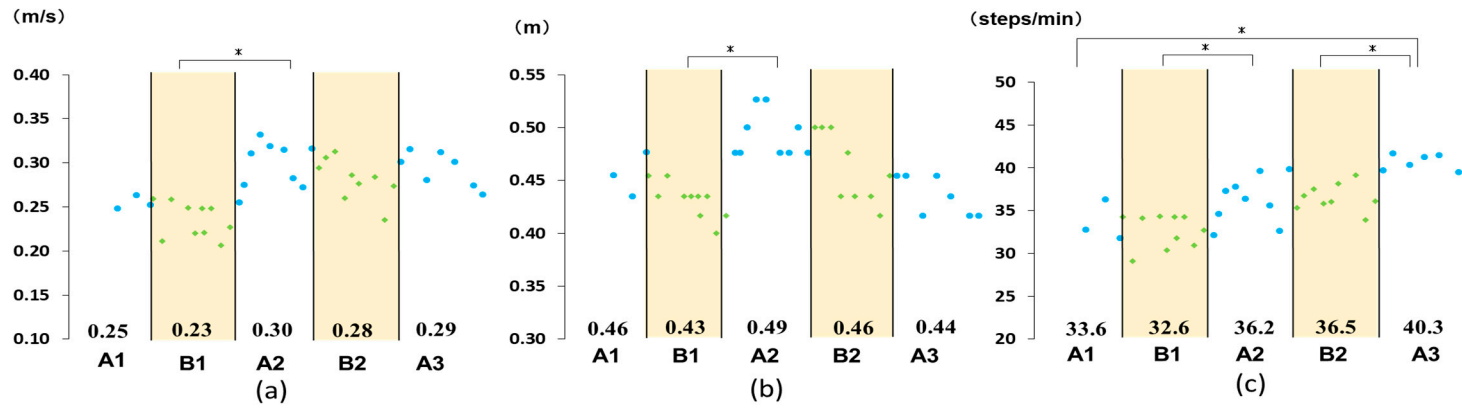 (m/s)
*
0.40
0.35
0.30
0.25
0.20
0.15
0.10
0.25 0.23 0.30 0.28 0.29
A1 B1 A2 B2 A3
(a)
(m)
*
0.55
0.50
0.45
0.40
0.35
0.30
0.46 0.43 0.49 0.46 0.44
A1 B1 A2 B2 A3
(b)
(steps/min)
*
* *
50
40
30
20
33.6 32.6 36.2 36.5 40.3
A1 B1 A2 B2 A3
(c)